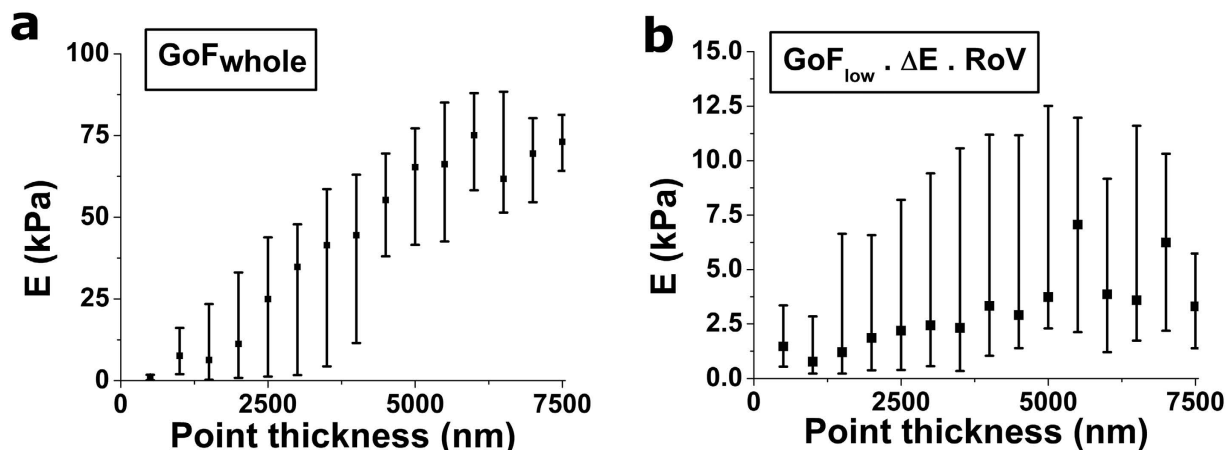 a
GoFwhole
100
75
50
25
0
E (kPa)
0 2500 5000 7500
Point thickness (nm)
b
GoFlow . ΔE . RoV
15.0
12.5
10.0
7.5
5.0
2.5
0.0
E (kPa)
0 2500 5000 7500
Point thickness (nm)